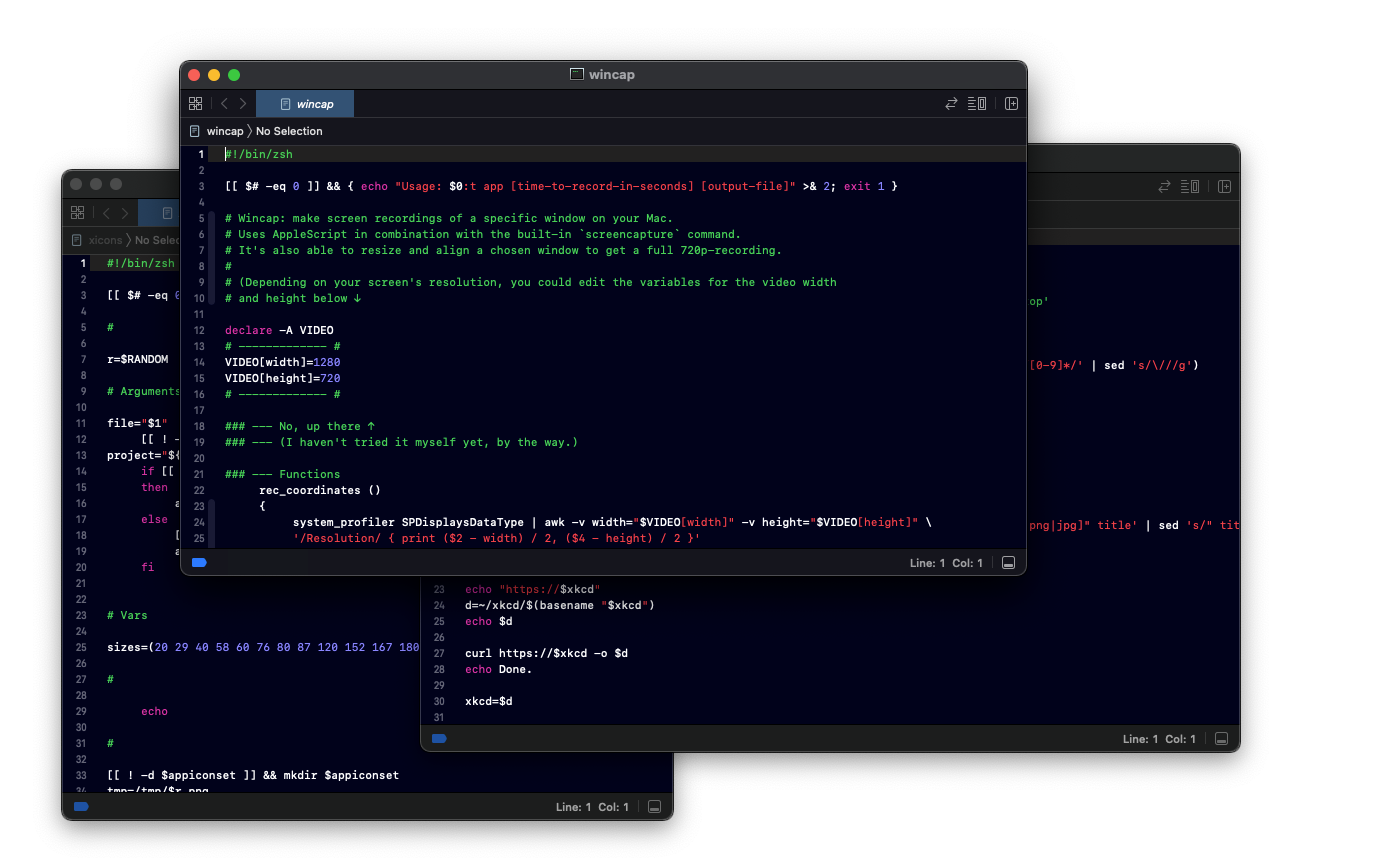 wincap
wincap
wincap 〉No Selection
1 #!/bin/zsh
2
3 [[ $# -eq 0 ]] && { echo "Usage: $0:t app [time-to-record-in-seconds] [output-file]" >& 2; exit 1 }
4
5 # Wincap: make screen recordings of a specific window on your Mac.
6 # Uses AppleScript in combination with the built-in `screencapture` command.
7 # It's also able to resize and align a chosen window to get a full 720p-recording.
8 #
9 # (Depending on your screen's resolution, you could edit the variables for the video width
10 # and height below ↓
11
12 declare -A VIDEO
13 # ------------- #
14 VIDEO[width]=1280
15 VIDEO[height]=720
16 # ------------- #
17
18 ### --- No, up there ↑
19 ### --- (I haven't tried it myself yet, by the way.)
20
21 ### --- Functions
22 rec_coordinates ()
23 {
24 system_profiler SPDisplaysDataType | awk -v width="$VIDEO[width]" -v height="$VIDEO[height]" \
25 '/Resolution/ { print ($2 - width) / 2, ($4 - height) / 2 }'
Line: 1 Col: 1
xicons 〉No Selec
1 #!/bin/zsh
2
3 [[ $# -eq 0
4
5 #
6
7 r=$RANDOM
8
9 # Arguments
10
11 file="$1"
12 [[ ! -
13 project="${
14 if [[
15 then
16 a
17 else
18 [
19 a
20 fi
21
22
23 # Vars
24
25 sizes=(20 29 40 58 60 76 80 87 120 152 167 180
26
27 #
28
29 echo
30
31 #
32
33 [[ ! -d $appiconset ]] && mkdir $appiconset
34 tmp=/tmp/$r.png
Line: 1 Col: 1
op'
[0-9]*/' | sed 's/\///g')
png|jpg]" title' | sed 's/" tit
23 echo "https://$xkcd"
24 d=~/xkcd/$(basename "$xkcd")
25 echo $d
26
27 curl https://$xkcd -o $d
28 echo Done.
29
30 xkcd=$d
31
Line: 1 Col: 1